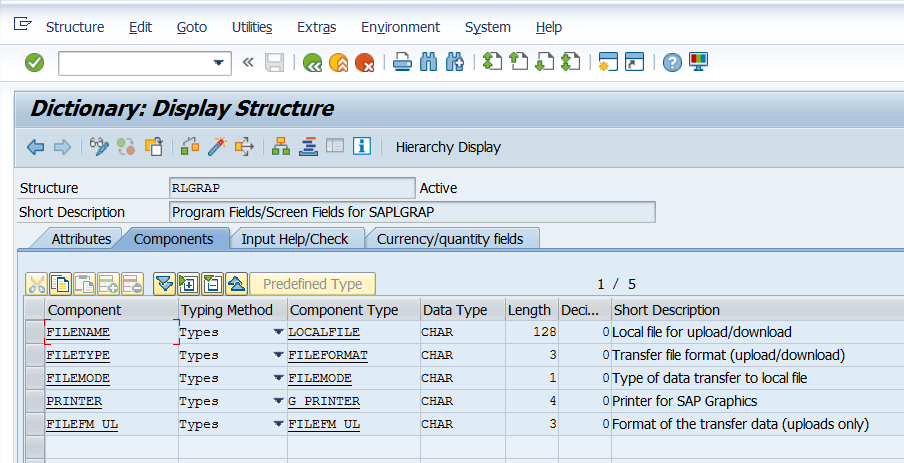 Structure Edit Goto Utilities Extras Environment System Help
Dictionary: Display Structure
Hierarchy Display
Structure RLGRAP Active
Short Description Program Fields/Screen Fields for SAPLGRAP
Attributes Components Input Help/Check Currency/quantity fields
Predefined Type 1 / 5
Component Typing Method Component Type Data Type Length Deci... Short Description
FILENAME Types LOCALFILE CHAR 128 0 Local file for upload/download
FILETYPE Types FILEFORMAT CHAR 3 0 Transfer file format (upload/download)
FILEMODE Types FILEMODE CHAR 1 0 Type of data transfer to local file
PRINTER Types G_PRINTER CHAR 4 0 Printer for SAP Graphics
FILEFM_UL Types FILEFM_UL CHAR 3 0 Format of the transfer data (uploads only)